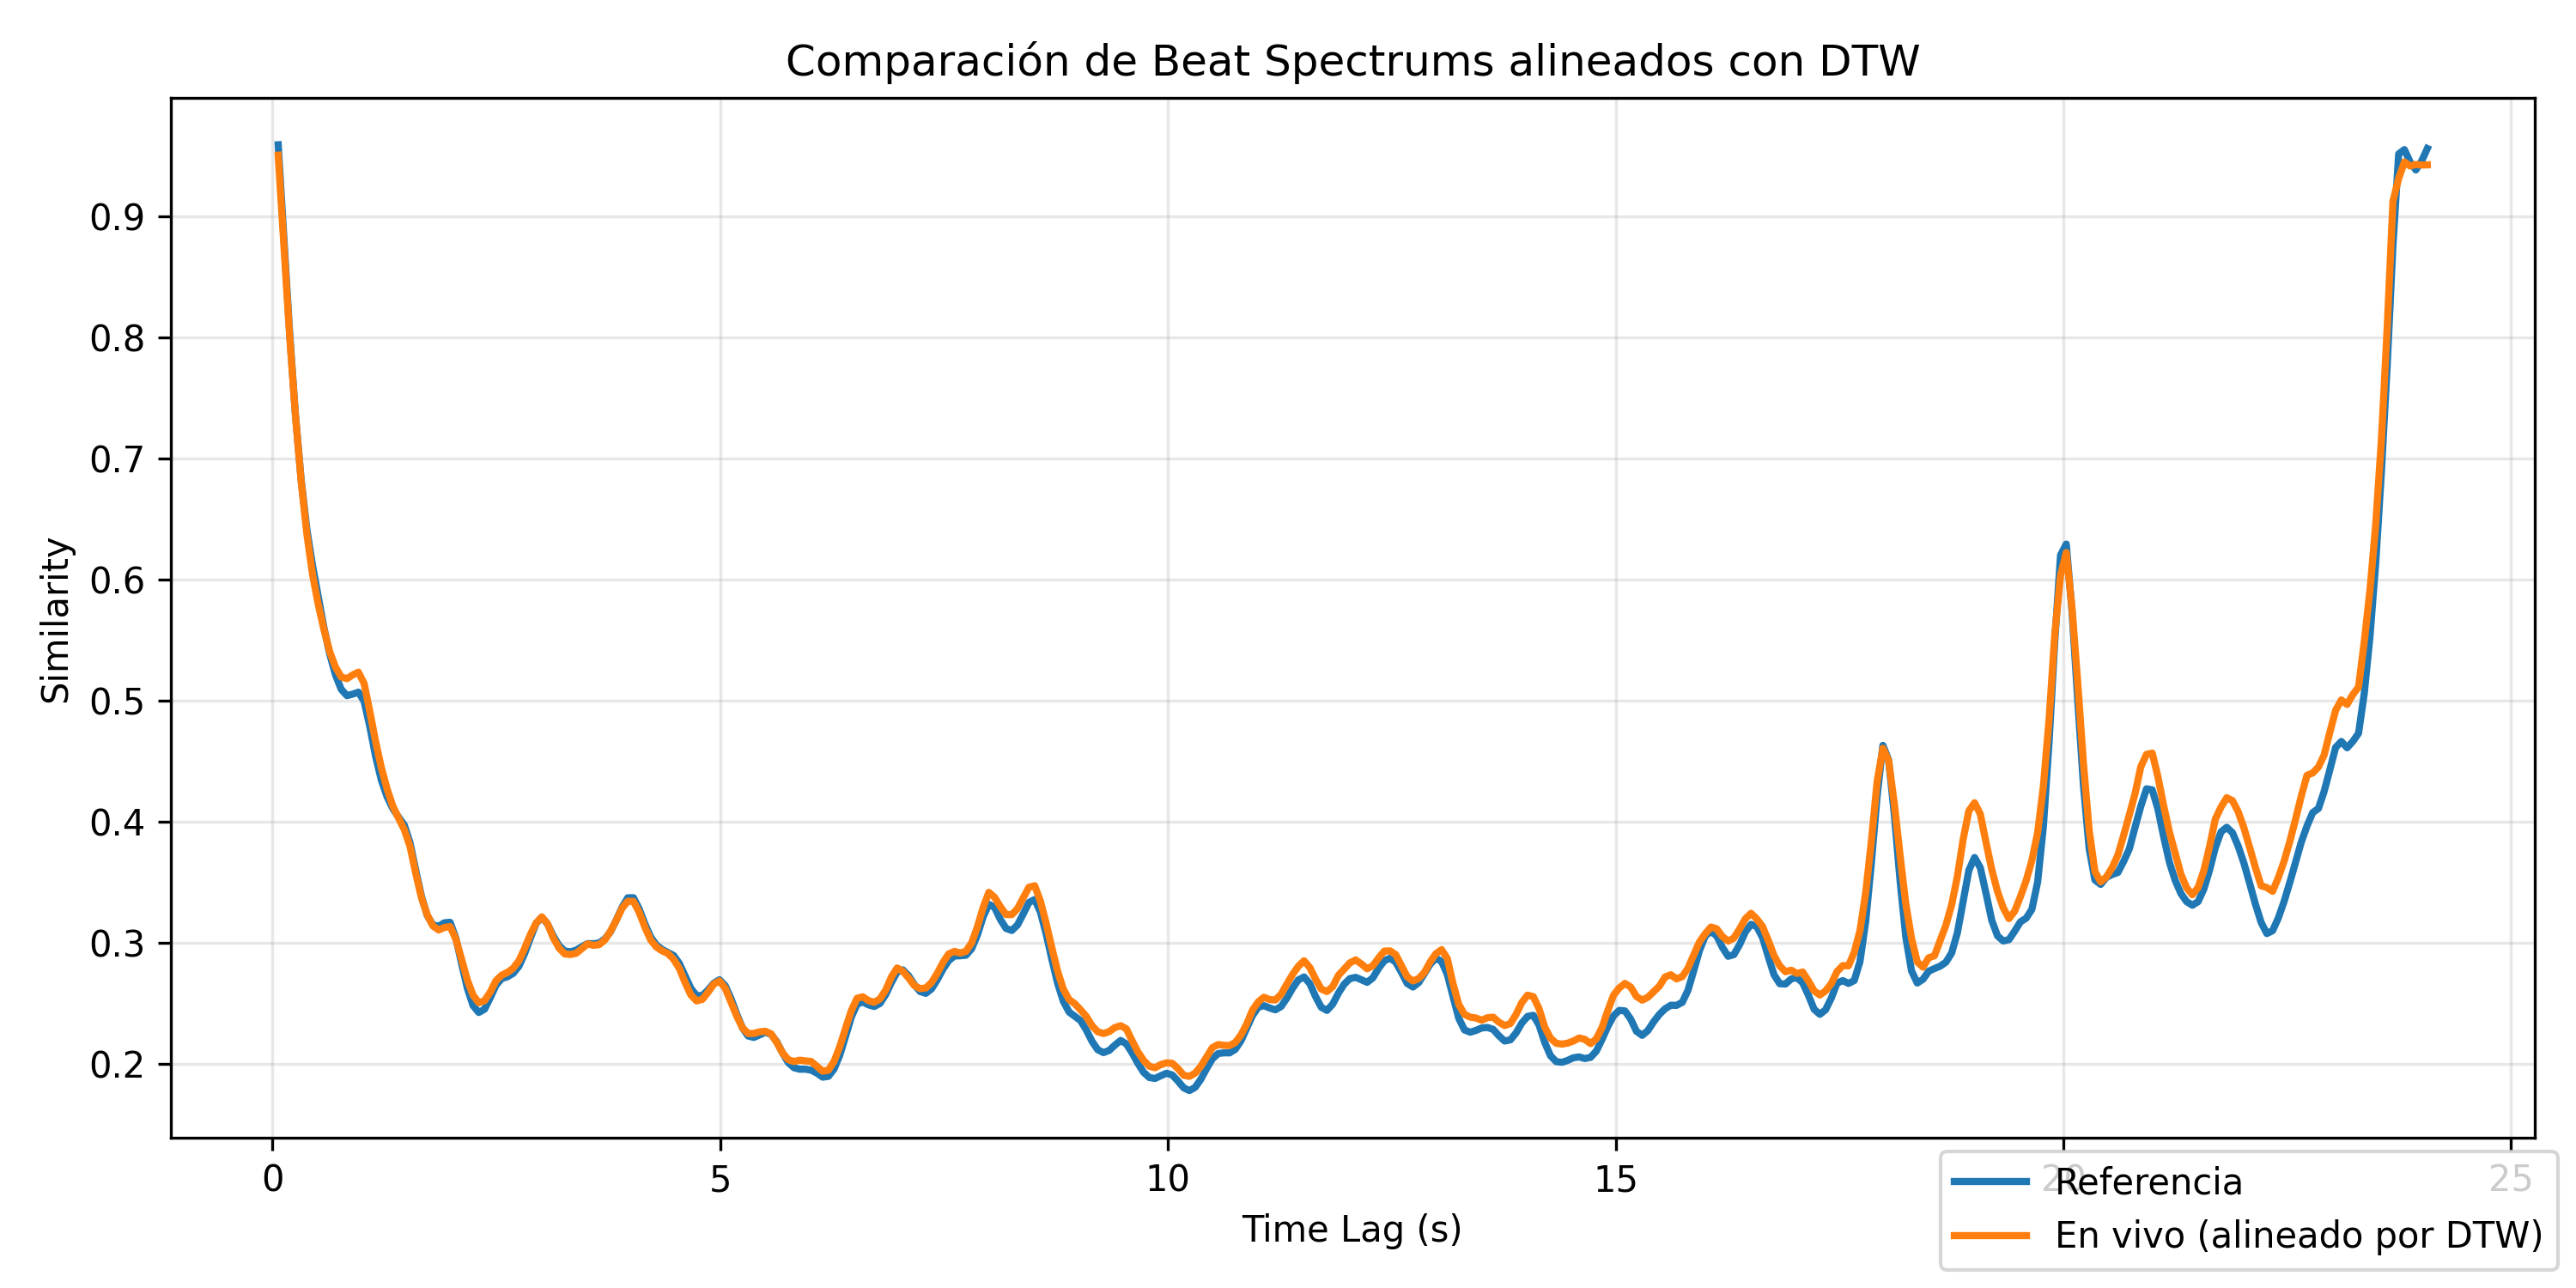 Comparación de Beat Spectrums alineados con DTW
Similarity
0.9
0.8
0.7
0.6
0.5
0.4
0.3
0.2
0 5 10 15 20 25
Time Lag (s)
Referencia
En vivo (alineado por DTW)